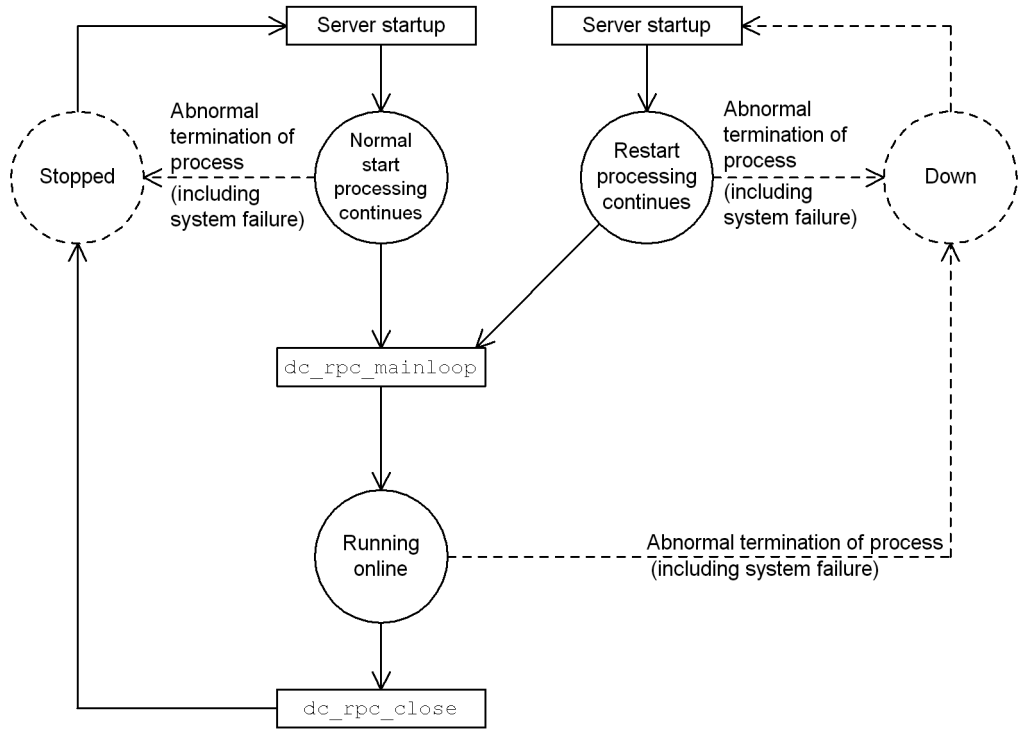 Server startup
Server startup
Abnormal
termination of
process
(including
system failure)
Abnormal
termination of
process
(including
system failure)
Stopped
Normal
start
processing
continues
Restart
processing
continues
Down
dc_rpc_mainloop
Running
online
Abnormal termination of process
(including system failure)
dc_rpc_close